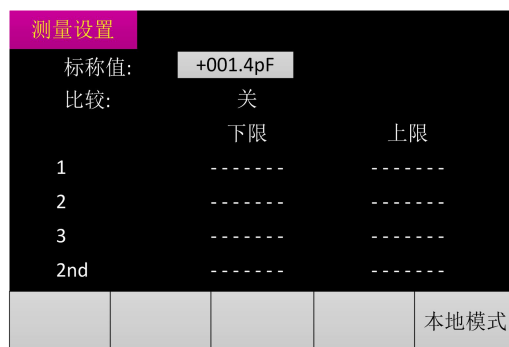 测量设置
标称值: +001.4pF
比较: 关
下限 上限
1 ------- -------
2 ------- -------
3 ------- -------
2nd ------- -------
本地模式